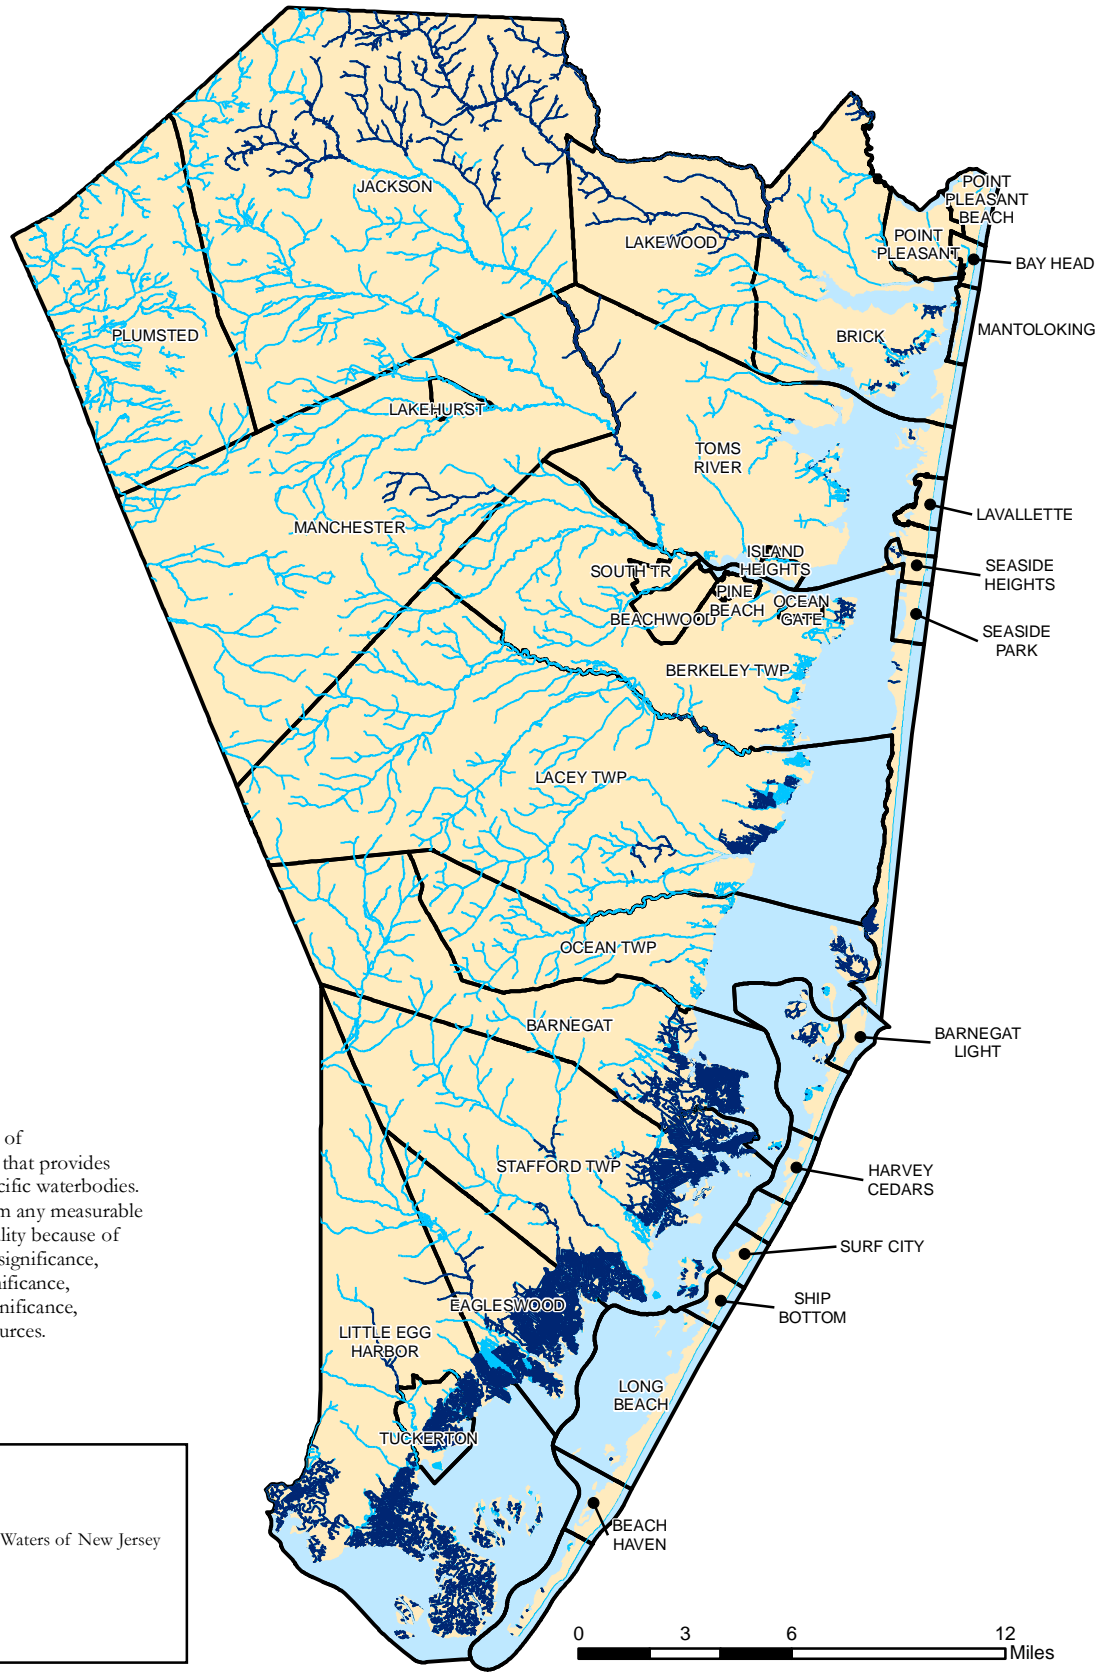 JACKSON
POINT
PLEASANT
BEACH
LAKEWOOD
POINT
PLEASANT
BAY HEAD
PLUMSTED
BRICK
MANTOLOKING
LAKEHURST
TOMS
RIVER
MANCHESTER
LAVALLETTE
ISLAND
HEIGHTS
SOUTH TR
SEASIDE
HEIGHTS
PINE
BEACH
OCEAN
GATE
BEACHWOOD
SEASIDE
PARK
BERKELEY TWP
LACEY TWP
OCEAN TWP
BARNEGAT
BARNEGAT
LIGHT
of
that provides
cific waterbodies.
m any measurable
lity because of
significance,
nificance,
nificance,
urces.
STAFFORD TWP
HARVEY
CEDARS
SURF CITY
EAGLESWOOD
SHIP
BOTTOM
LITTLE EGG
HARBOR
LONG
BEACH
TUCKERTON
BEACH
HAVEN
Waters of New Jersey
0 3 6 12
Miles